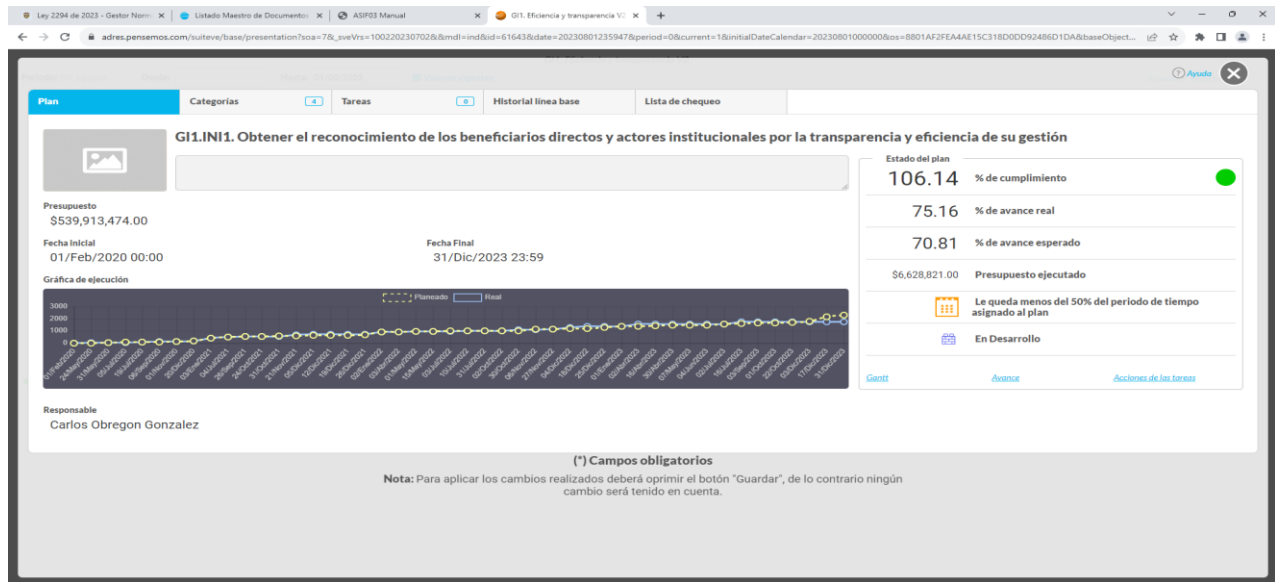 Ley 2294 de 2023 - Gestor Norm
Listado Maestro de Documentos
ASIF03 Manual
GI1. Eficiencia y transparencia V2
adres.pensemos.com/suiteve/base/presentation?soa=7&_sveVrs=100220230702&&mdl=ind&id=61643&date=20230801235947&period=0&current=1&initialDateCalendar=20230801000000&os=8801AF2FEA4AE15C318D0DD92486D1DA&baseObject...
Ayuda
Plan
Categorías 4
Tareas 0
Historial línea base
Lista de chequeo
GI1.INI1. Obtener el reconocimiento de los beneficiarios directos y actores institucionales por la transparencia y eficiencia de su gestión
Presupuesto
$539,913,474.00
Fecha Inicial
01/Feb/2020 00:00
Fecha Final
31/Dic/2023 23:59
Gráfica de ejecución
Planeado Real
3000
2000
1000
0
Responsable
Carlos Obregon Gonzalez
Estado del plan
106.14 % de cumplimiento
75.16 % de avance real
70.81 % de avance esperado
$6,628,821.00 Presupuesto ejecutado
Le queda menos del 50% del periodo de tiempo
asignado al plan
En Desarrollo
Gantt
Avance
Acciones de las tareas
(*) Campos obligatorios
Nota: Para aplicar los cambios realizados deberá oprimir el botón "Guardar", de lo contrario ningún
cambio será tenido en cuenta.